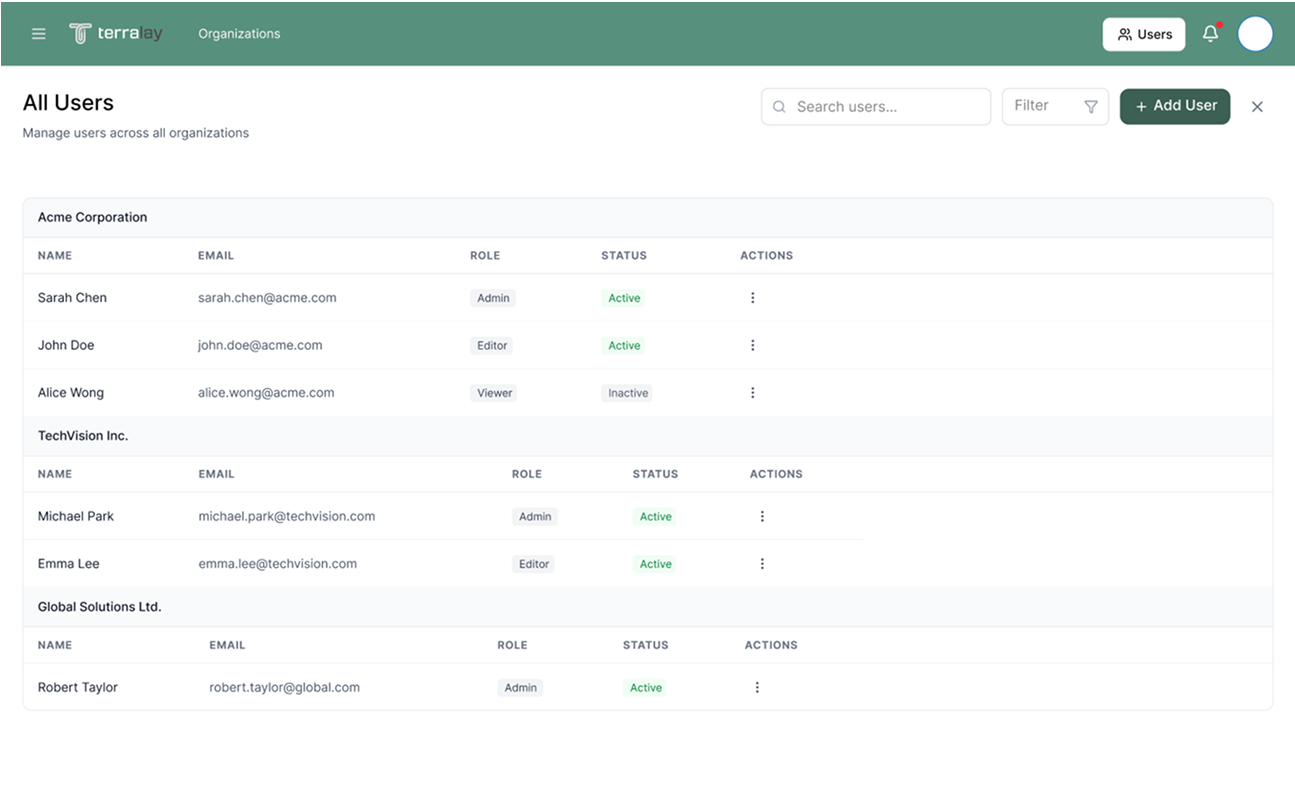 terralay Organizations Users
All Users
Manage users across all organizations
Search users... Filter + Add User
Acme Corporation
NAME EMAIL ROLE STATUS ACTIONS
Sarah Chen sarah.chen@acme.com Admin Active
John Doe john.doe@acme.com Editor Active
Alice Wong alice.wong@acme.com Viewer Inactive
TechVision Inc.
NAME EMAIL ROLE STATUS ACTIONS
Michael Park michael.park@techvision.com Admin Active
Emma Lee emma.lee@techvision.com Editor Active
Global Solutions Ltd.
NAME EMAIL ROLE STATUS ACTIONS
Robert Taylor robert.taylor@global.com Admin Active